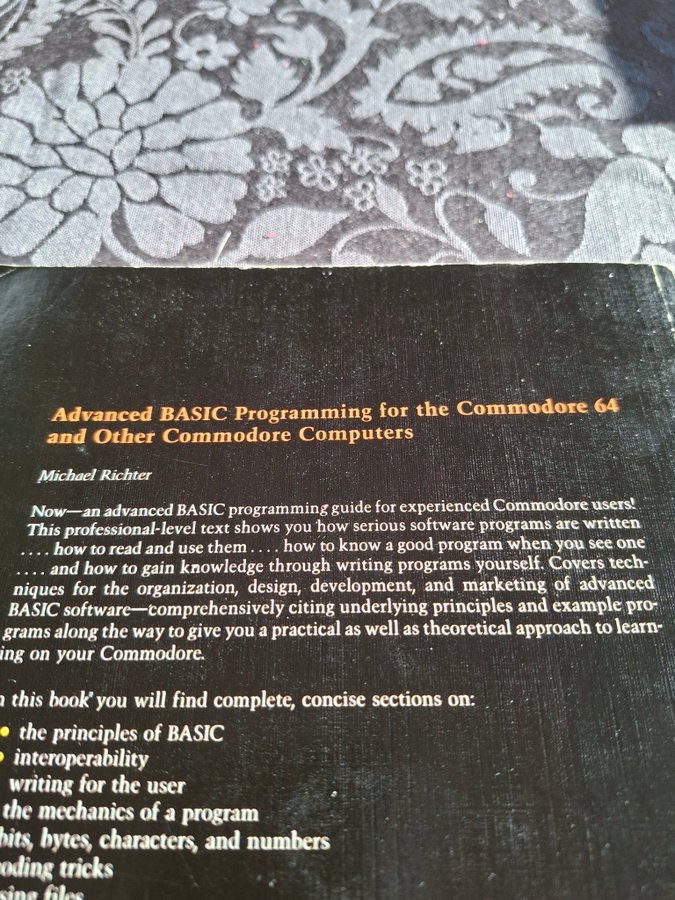 Advanced BASIC Programming for the Commodore 64
and Other Commodore Computers
Michael Richter
Now—an advanced BASIC programming guide for experienced Commodore users!
This professional-level text shows you how serious software programs are written
. . . . how to read and use them . . . . how to know a good program when you see one
. . . . and how to gain knowledge through writing programs yourself. Covers tech-
niques for the organization, design, development, and marketing of advanced
BASIC software—comprehensively citing underlying principles and example pro-
grams along the way to give you a practical as well as theoretical approach to learn-
ing on your Commodore.
this book you will find complete, concise sections on:
• the principles of BASIC
• interoperability
writing for the user
the mechanics of a program
bits, bytes, characters, and numbers
oding tricks
files